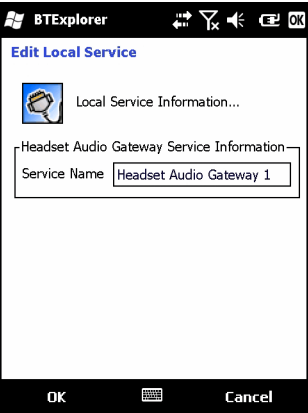 BTExplorer OK
Edit Local Service
Local Service Information...
Headset Audio Gateway Service Information
Service Name Headset Audio Gateway 1
OK Cancel